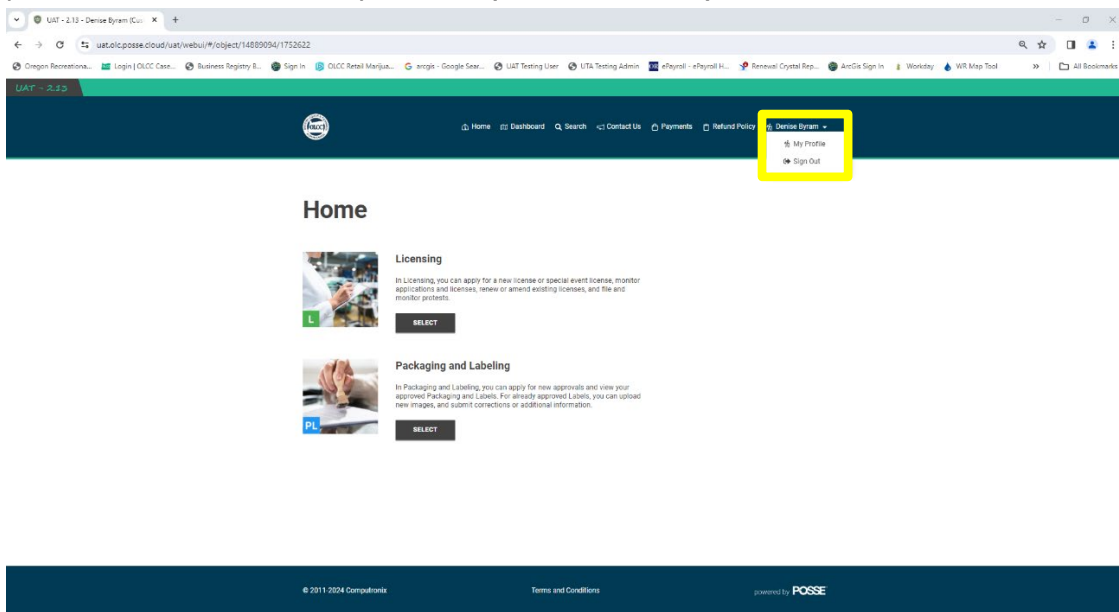 UAT - 2.13 - Denise Byram (Cus
uat.olc.posse.cloud/uat/webui/#/object/14889094/1752622
Oregon Recreationa... Login | OLCC Case... Business Registry B... Sign In OLCC Retail Marijua... arcgis - Google Sear... UAT Testing User UTA Testing Admin ePayroll - ePayroll H... Renewal Crystal Rep... ArcGis Sign In Workday WR Map Tool » All Bookmarks
UAT - 2.13
OLCC Home Dashboard Search Contact Us Payments Refund Policy Denise Byram
My Profile
Sign Out
Home
Licensing
In Licensing, you can apply for a new license or special event license, monitor
applications and licenses, renew or amend existing licenses, and file and
monitor protests.
L
SELECT
Packaging and Labeling
In Packaging and Labeling, you can apply for new approvals and view your
approved Packaging and Labels. For already approved Labels, you can upload
new images, and submit corrections or additional information.
PL
SELECT
© 2011-2024 Computronix Terms and Conditions powered by POSSE